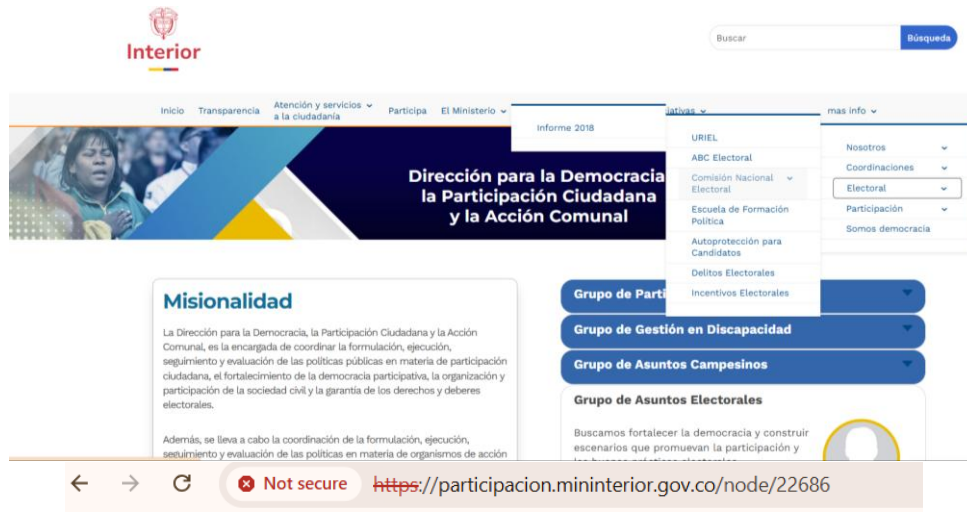 Interior
Buscar
Búsqueda
Inicio
Transparencia
Atención y servicios
a la ciudadanía
Participa
El Ministerio
iativas
mas info
Informe 2018
URIEL
ABC Electoral
Comisión Nacional
Electoral
Escuela de Formación
Política
Autoprotección para
Candidatos
Delitos Electorales
Incentivos Electorales
Nosotros
Coordinaciones
Electoral
Participación
Somos democracia
Dirección para la Democracia
la Participación Ciudadana
y la Acción Comunal
Misionalidad
La Dirección para la Democracia, la Participación Ciudadana y la Acción
Comunal, es la encargada de coordinar la formulación, ejecución,
seguimiento y evaluación de las políticas públicas en materia de participación
ciudadana, el fortalecimiento de la democracia participativa, la organización y
participación de la sociedad civil y la garantía de los derechos y deberes
electorales.
Además, se lleva a cabo la coordinación de la formulación, ejecución,
seguimiento y evaluación de las políticas en materia de organismos de acción
Grupo de Parti
Grupo de Gestión en Discapacidad
Grupo de Asuntos Campesinos
Grupo de Asuntos Electorales
Buscamos fortalecer la democracia y construir
escenarios que promuevan la participación y
Not secure
https://participacion.mininterior.gov.co/node/22686